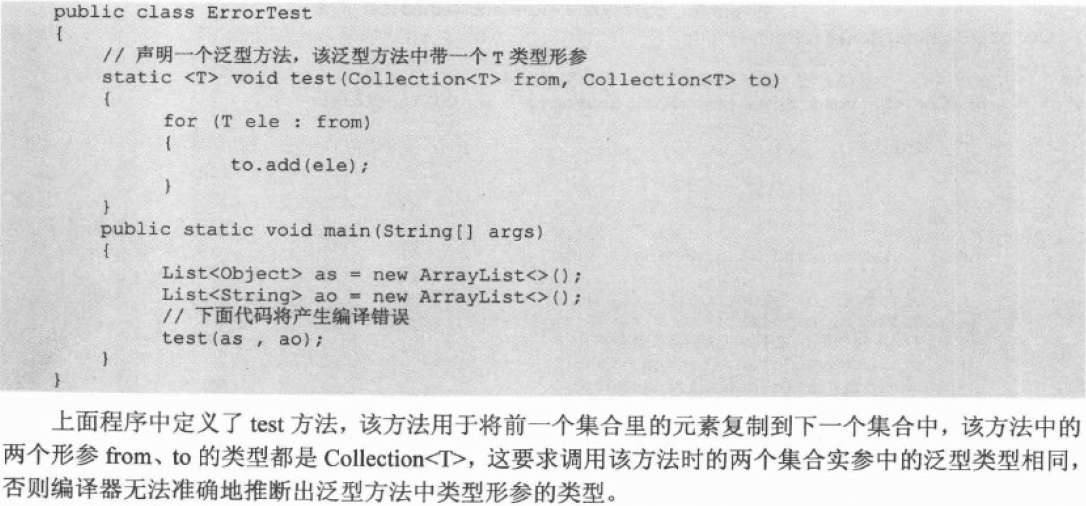 public class ErrorTest
{
// 声明一个泛型方法，该泛型方法中带一个 T 类型形参
static <T> void test(Collection<T> from, Collection<T> to)
{
for (T ele : from)
{
to.add(ele);
}
}
public static void main(String[] args)
{
List<Object> as = new ArrayList<>();
List<String> ao = new ArrayList<>();
// 下面代码将产生编译错误
test(as , ao);
}
}
上面程序中定义了 test 方法，该方法用于将前一个集合里的元素复制到下一个集合中，该方法中的
两个形参 from、to 的类型都是 Collection<T>，这要求调用该方法时的两个集合实参中的泛型类型相同，
否则编译器无法准确地推断出泛型方法中类型形参的类型。